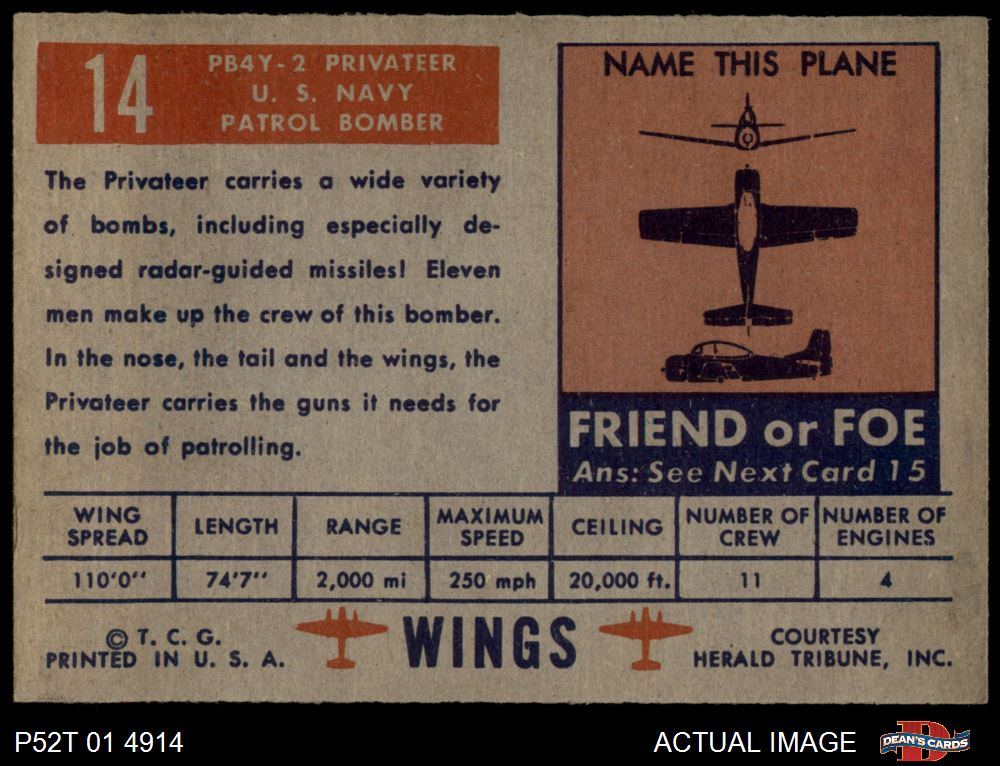 14
PB4Y-2 PRIVATEER
U. S. NAVY
PATROL BOMBER
The Privateer carries a wide variety
of bombs, including especially de-
signed radar-guided missiles! Eleven
men make up the crew of this bomber.
In the nose, the tail and the wings, the
Privateer carries the guns it needs for
the job of patrolling.
NAME THIS PLANE
FRIEND or FOE
Ans: See Next Card 15
WING SPREAD LENGTH RANGE MAXIMUM SPEED CEILING NUMBER OF CREW NUMBER OF ENGINES
110'0'' 74'7'' 2,000 mi 250 mph 20,000 ft. 11 4
© T. C. G.
PRINTED IN U. S. A.
WINGS
COURTESY
HERALD TRIBUNE, INC.
P52T 01 4914
ACTUAL IMAGE
D
DEAN'S CARDS